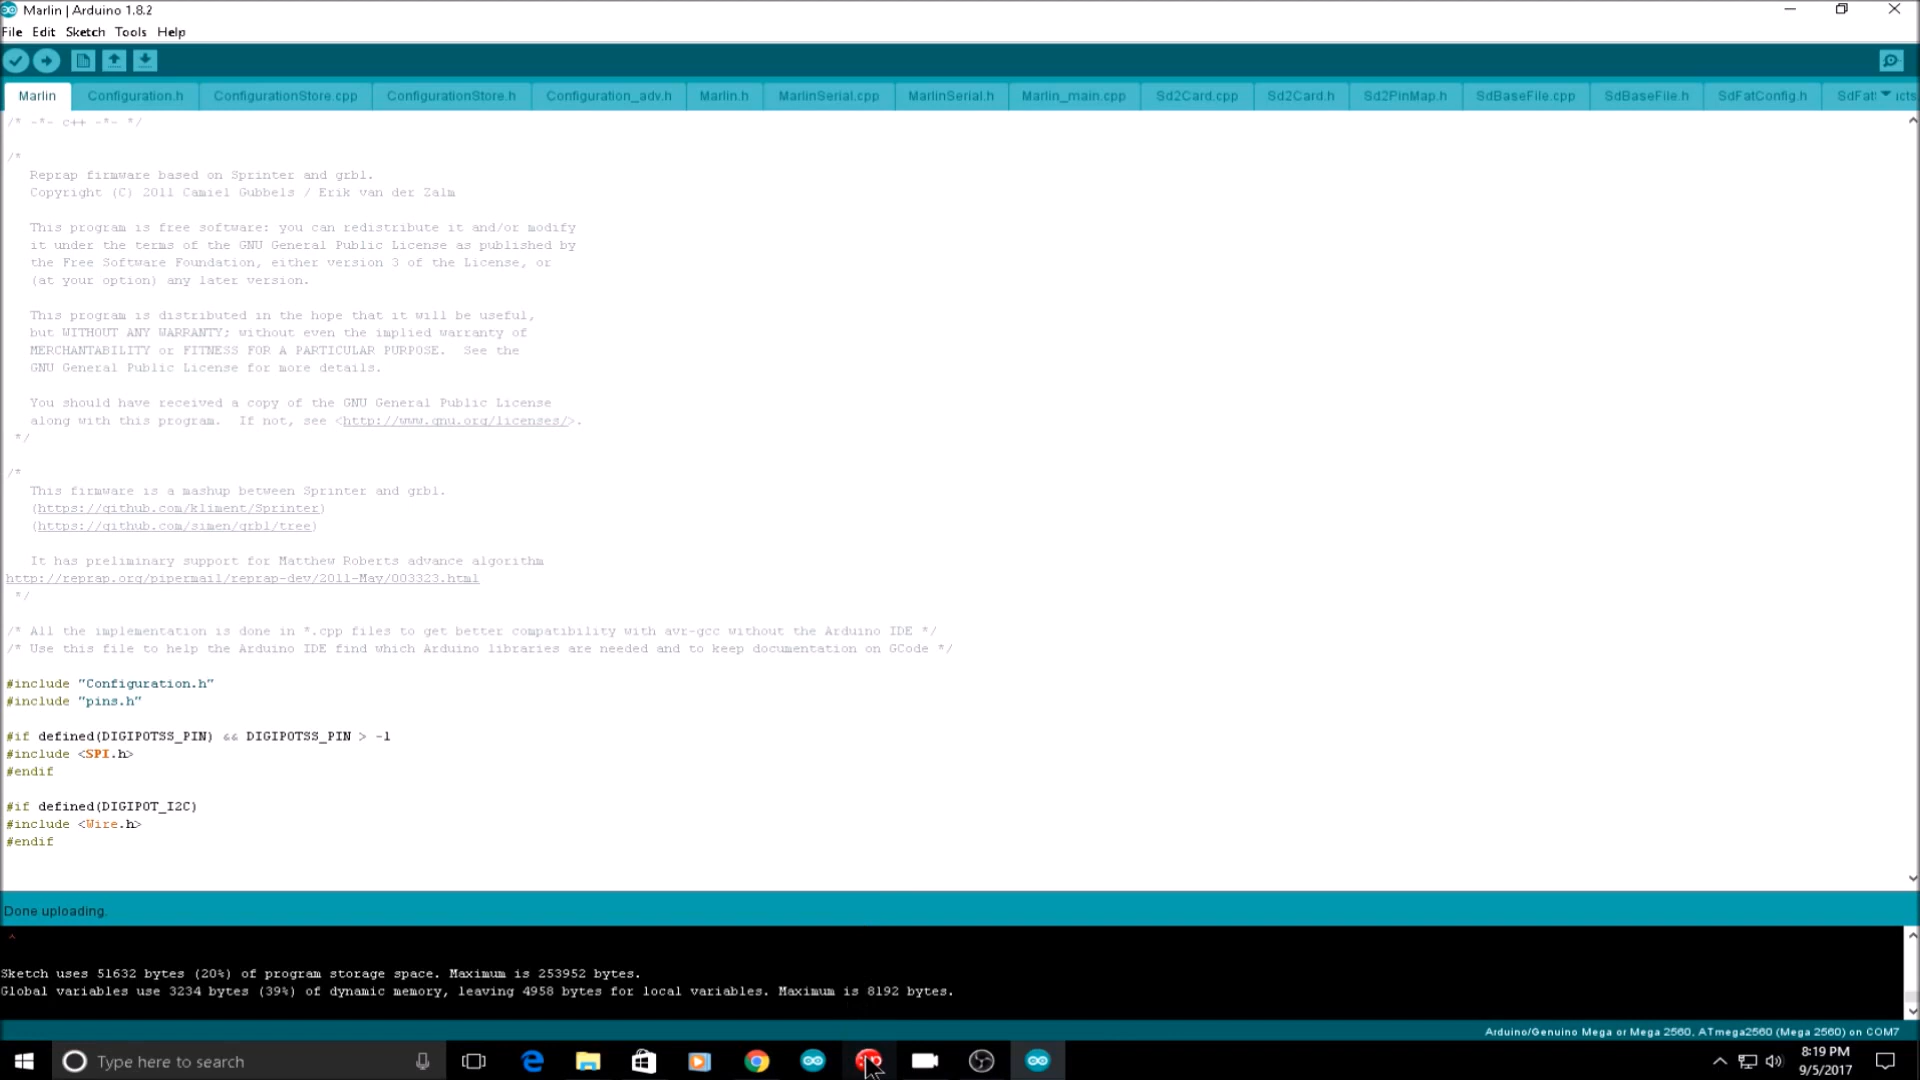 Marlin | Arduino 1.8.2
File Edit Sketch Tools Help
Marlin Configuration.h ConfigurationStore.cpp ConfigurationStore.h Configuration_adv.h Marlin.h MarlinSerial.cpp MarlinSerial.h Marlin_main.cpp Sd2Card.cpp Sd2Card.h Sd2PinMap.h SdBaseFile.cpp SdBaseFile.h SdFatConfig.h
/* -*- c++ -*- */
/*
Reprap firmware based on Sprinter and grbl.
Copyright (C) 2011 Camiel Gubbels / Erik van der Zalm
This program is free software: you can redistribute it and/or modify
it under the terms of the GNU General Public License as published by
the Free Software Foundation, either version 3 of the License, or
(at your option) any later version.
This program is distributed in the hope that it will be useful,
but WITHOUT ANY WARRANTY; without even the implied warranty of
MERCHANTABILITY or FITNESS FOR A PARTICULAR PURPOSE.  See the
GNU General Public License for more details.
You should have received a copy of the GNU General Public License
along with this program.  If not, see <http://www.gnu.org/licenses/>.
*/
/*
This firmware is a mashup between Sprinter and grbl.
(https://github.com/kliment/Sprinter)
(https://github.com/simen/grbl/tree)
It has preliminary support for Matthew Roberts advance algorithm
http://reprap.org/pipermail/reprap-dev/2011-May/003323.html
*/
/* All the implementation is done in *.cpp files to get better compatibility with avr-gcc without the Arduino IDE */
/* Use this file to help the Arduino IDE find which Arduino libraries are needed and to keep documentation on GCode */
#include "Configuration.h"
#include "pins.h"
#if defined(DIGIPOTSS_PIN) && DIGIPOTSS_PIN > -1
#include <SPI.h>
#endif
#if defined(DIGIPOT_I2C)
#include <Wire.h>
#endif
Done uploading.
^
Sketch uses 51632 bytes (20%) of program storage space. Maximum is 253952 bytes.
Global variables use 3234 bytes (39%) of dynamic memory, leaving 4958 bytes for local variables. Maximum is 8192 bytes.
Arduino/Genuino Mega or Mega 2560, ATmega2560 (Mega 2560) on COM7
Type here to search
8:19 PM
9/5/2017